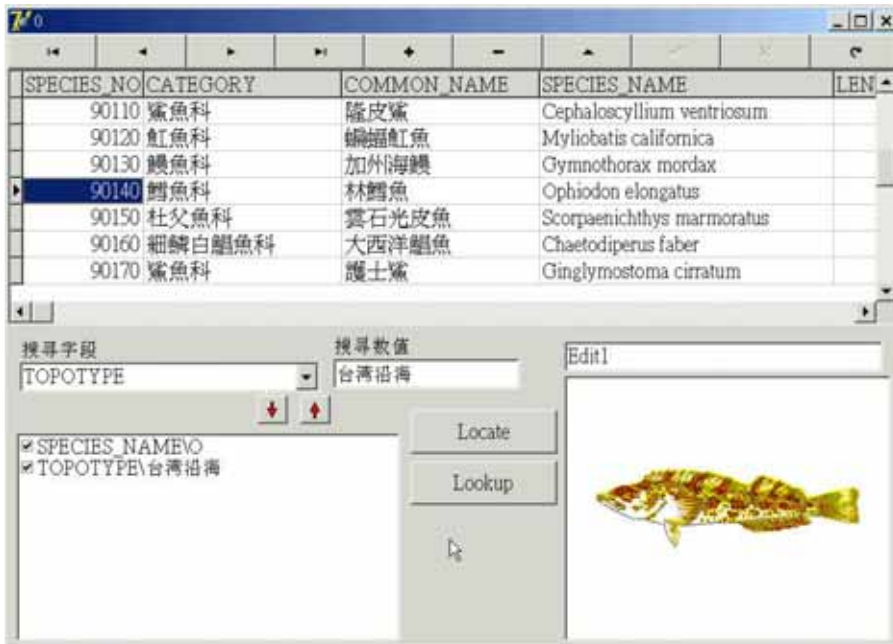 0
SPECIES_NO CATEGORY COMMON_NAME SPECIES_NAME LEN
90110 鯊魚科 隆皮鯊 Cephaloscyllium ventriosum
90120 魟魚科 蝙蝠魟魚 Myliobatis californica
90130 鰻魚科 加州海鰻 Gymnothorax mordax
90140 鱈魚科 林鱈魚 Ophiodon elongatus
90150 杜父魚科 雲石光皮魚 Scorpaenichthys marmoratus
90160 細鱗白鯧魚科 大西洋鯧魚 Chaetodiperus faber
90170 鯊魚科 護士鯊 Ginglymostoma cirratum
搜尋字段 搜尋數值
TOPOTYPE 台湾沿海 Edit1
SPECIES_NAME\O
TOPOTYPE\台湾沿海
Locate
Lookup